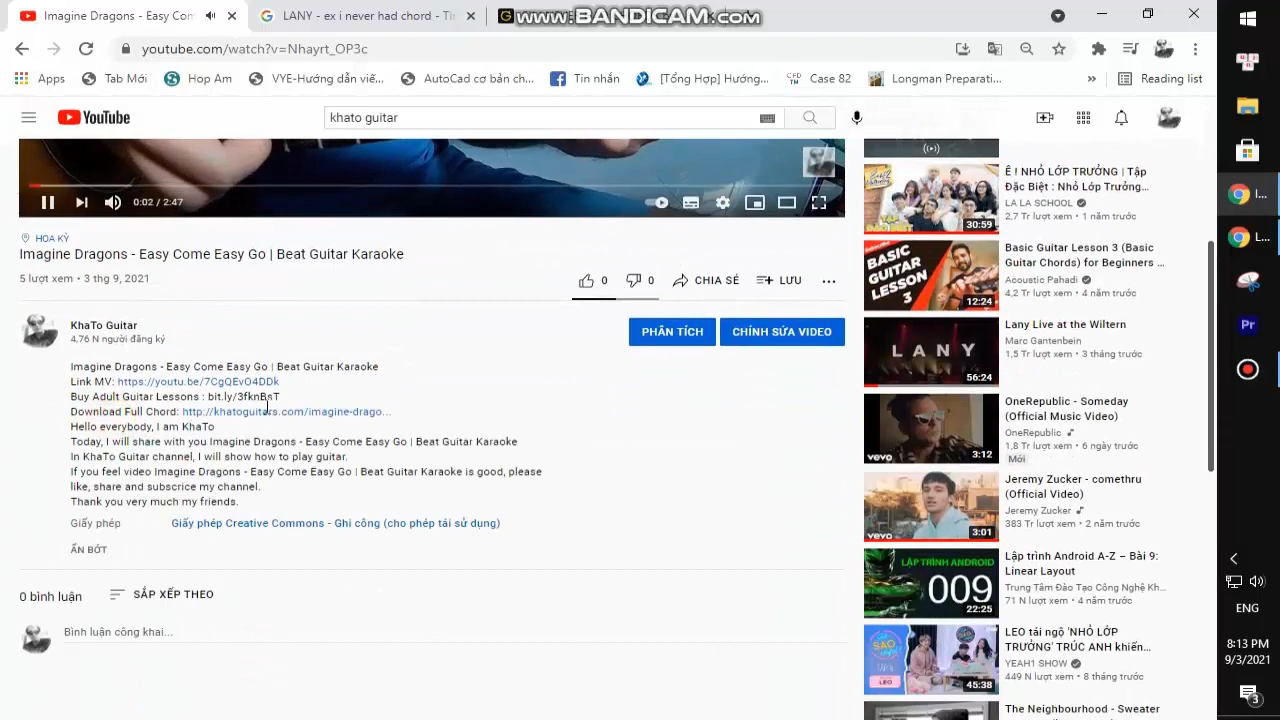 Imagine Dragons - Easy Com
LANY - ex i never had chord - Th
www.BANDICAM.com
youtube.com/watch?v=Nhayrt_OP3c
Apps
Tab Mới
Hop Am
VYE-Hướng dẫn viế...
AutoCad cơ bản ch...
Tin nhắn
[Tổng Hợp] Hướng...
Case 82
Longman Preparati...
»
Reading list
YouTube
khato guitar
0:02 / 2:47
HOA KỲ
Imagine Dragons - Easy Come Easy Go | Beat Guitar Karaoke
5 lượt xem • 3 thg 9, 2021
0
0
CHIA SẺ
LƯU
KhaTo Guitar
4,76 N người đăng ký
PHÂN TÍCH
CHỈNH SỬA VIDEO
Imagine Dragons - Easy Come Easy Go | Beat Guitar Karaoke
Link MV: https://youtu.be/7CgQEvO4DDk
Buy Adult Guitar Lessons : bit.ly/3fknBsT
Download Full Chord: http://khatoguitars.com/imagine-drago...
Hello everybody, I am KhaTo
Today, I will share with you Imagine Dragons - Easy Come Easy Go | Beat Guitar Karaoke
In KhaTo Guitar channel, I will show how to play guitar.
If you feel video Imagine Dragons - Easy Come Easy Go | Beat Guitar Karaoke is good, please
like, share and subscrice my channel.
Thank you very much my friends.
Giấy phép
Giấy phép Creative Commons - Ghi công (cho phép tái sử dụng)
ẨN BỚT
0 bình luận
SẮP XẾP THEO
Bình luận công khai...
30:59
Ê ! NHỎ LỚP TRƯỞNG | Tập
Đặc Biệt : Nhỏ Lớp Trưởng...
LA LA SCHOOL
2,7 Tr lượt xem • 1 năm trước
BASIC
GUITAR
LESSON
3
12:24
Basic Guitar Lesson 3 (Basic
Guitar Chords) for Beginners ...
Acoustic Pahadi
4,2 Tr lượt xem • 4 năm trước
LANY
56:24
Lany Live at the Wiltern
Marc Gantenbein
1,5 Tr lượt xem • 3 tháng trước
vevo
3:12
OneRepublic - Someday
(Official Music Video)
OneRepublic
1,8 Tr lượt xem • 6 ngày trước
Mới
vevo
3:01
Jeremy Zucker - comethru
(Official Video)
Jeremy Zucker
383 Tr lượt xem • 2 năm trước
LẬP TRÌNH ANDROID
009
22:25
Lập trình Android A-Z – Bài 9:
Linear Layout
Trung Tâm Đào Tạo Công Nghệ Kh...
71 N lượt xem • 4 năm trước
LEO
45:38
LEO tái ngộ 'NHỎ LỚP
TRƯỞNG' TRÚC ANH khiến...
YEAH1 SHOW
449 N lượt xem • 8 tháng trước
The Neighbourhood - Sweater
I...
L...
Pr
ENG
8:13 PM
9/3/2021
3